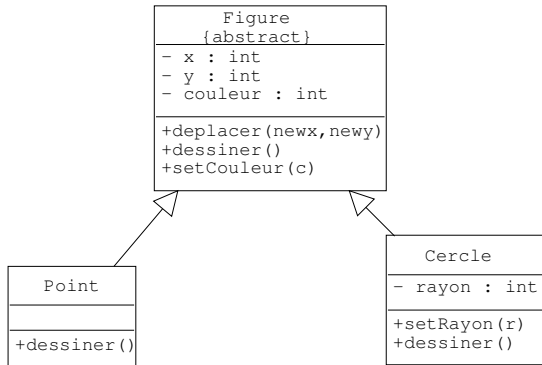 Figure
{abstract}
- x : int
- y : int
- couleur : int
+deplacer(newx,newy)
+dessiner()
+setCouleur(c)
Point
+dessiner()
Cercle
- rayon : int
+setRayon(r)
+dessiner()